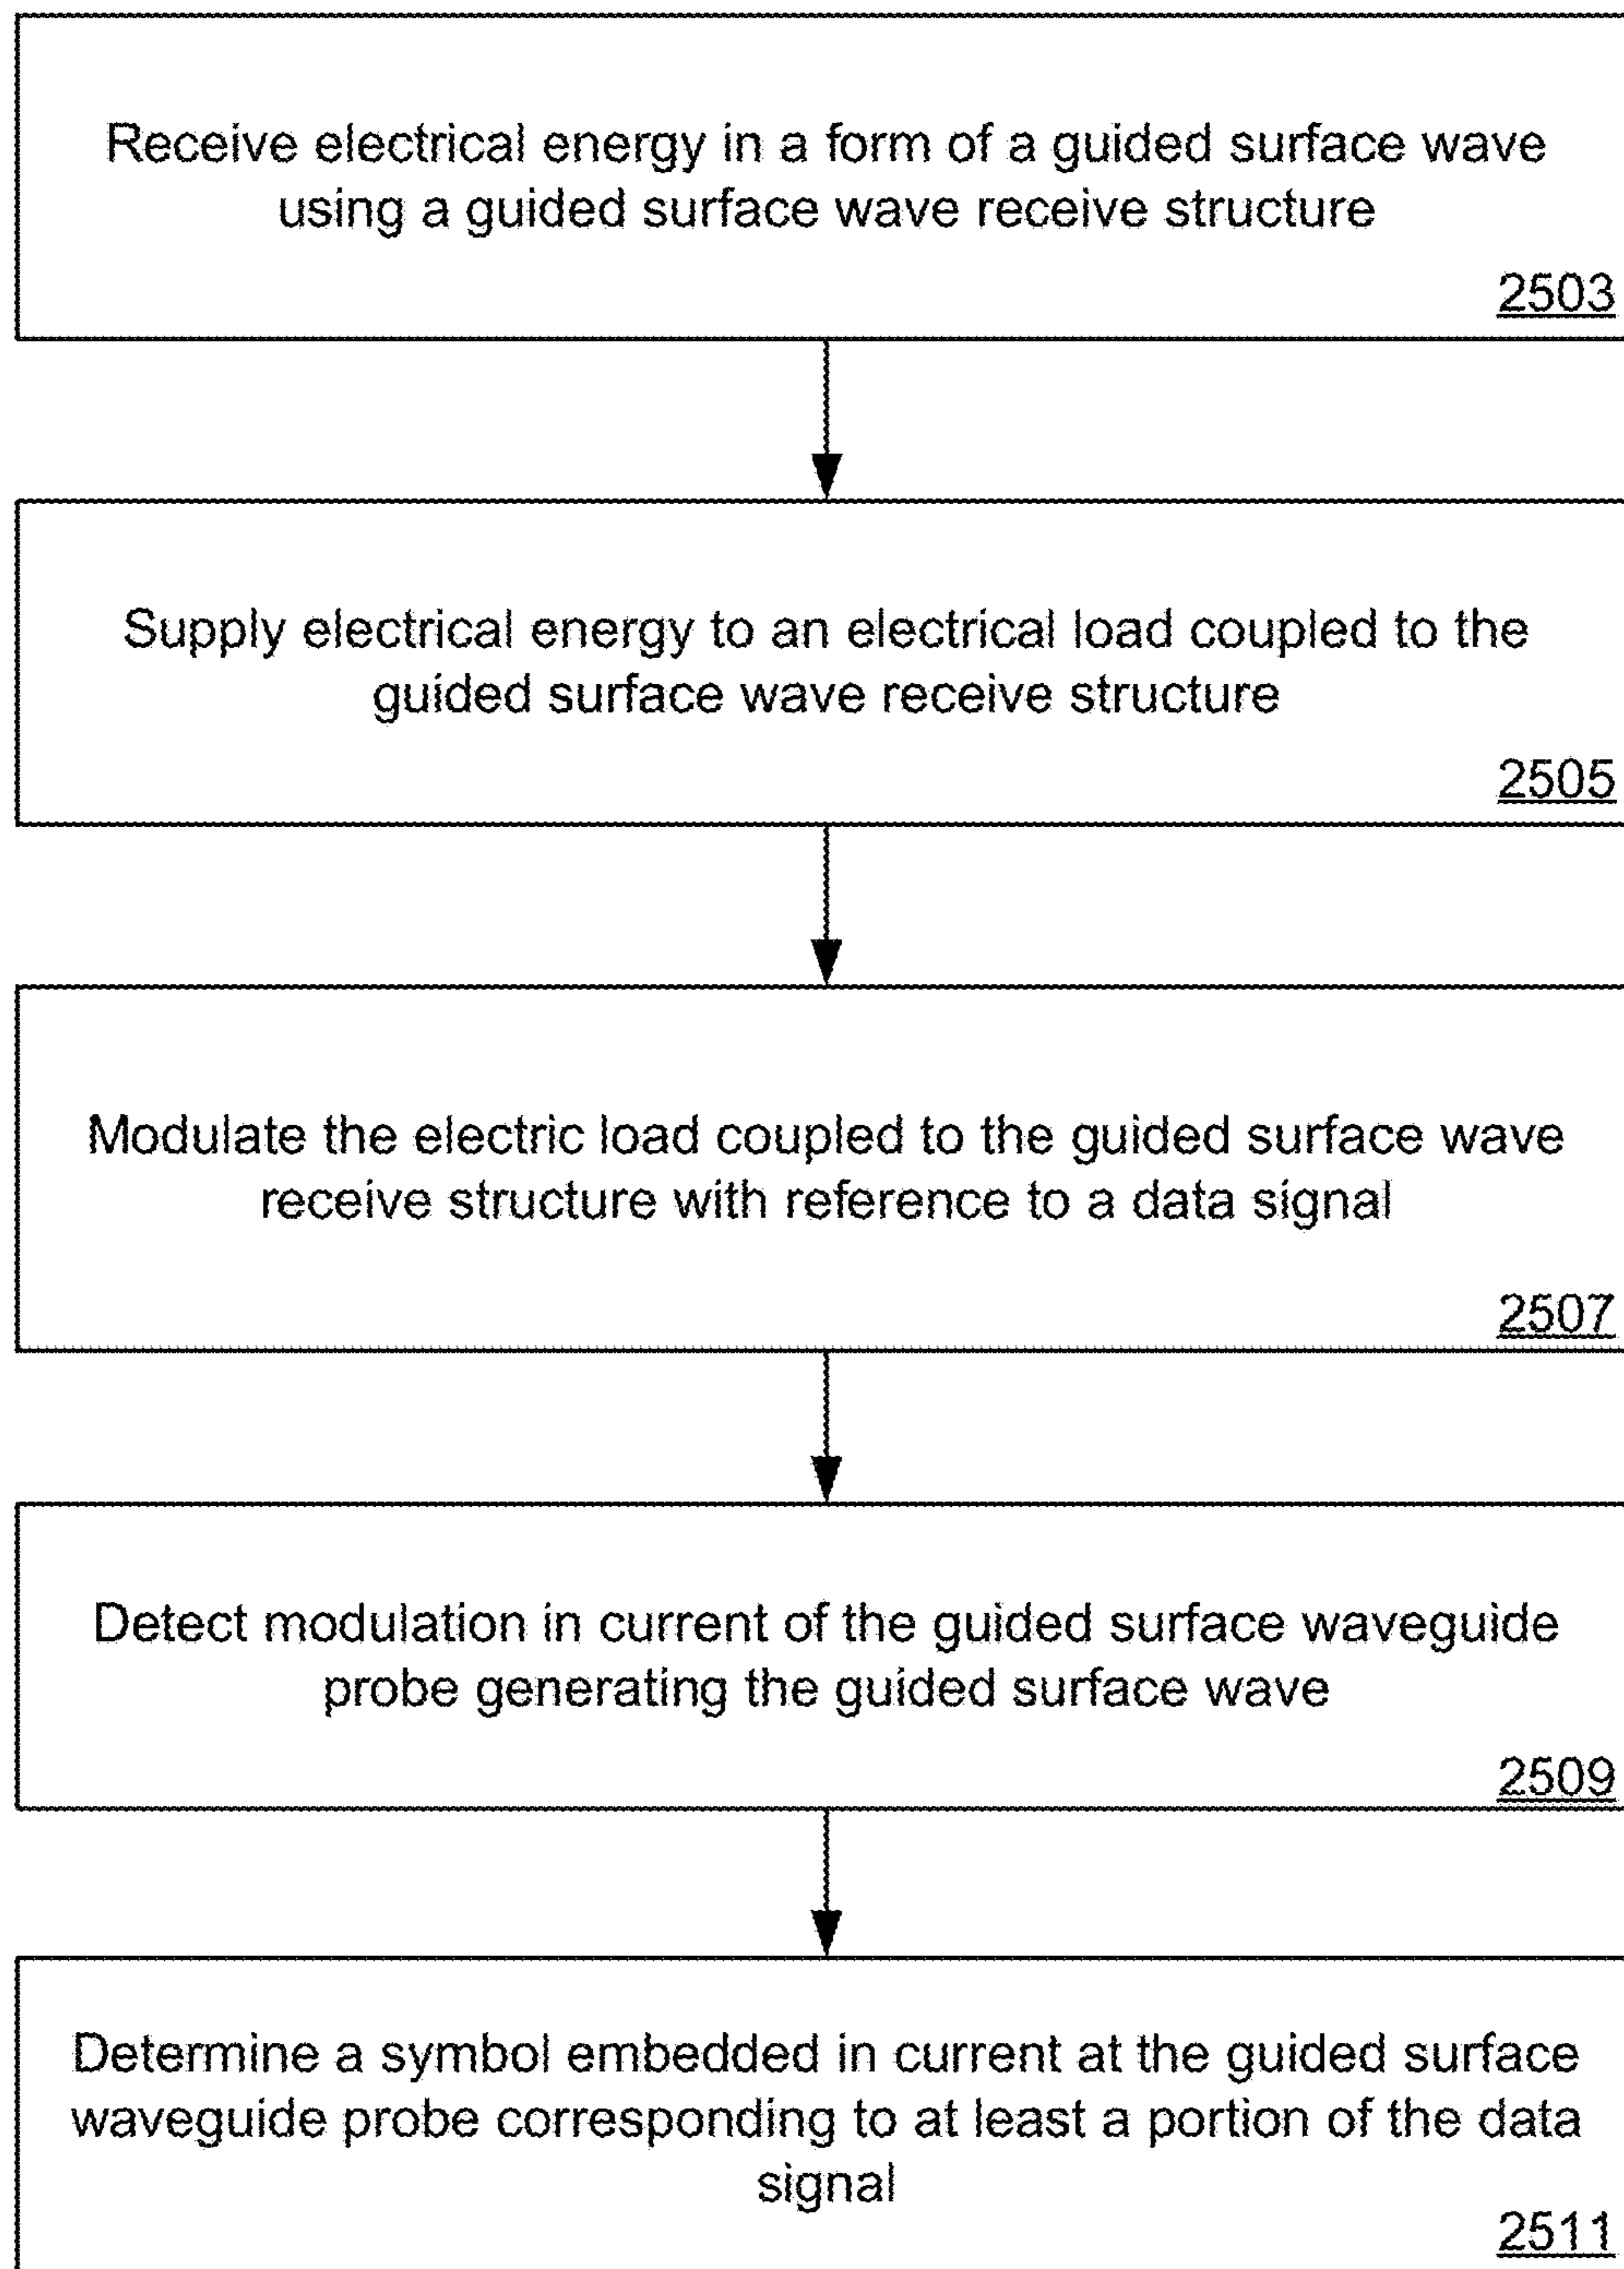 Receive electrical energy in a form of a guided surface wave
using a guided surface wave receive structure
2503
Supply electrical energy to an electrical load coupled to the
guided surface wave receive structure
2505
Modulate the electric load coupled to the guided surface wave
receive structure with reference to a data signal
2507
Detect modulation in current of the guided surface waveguide
probe generating the guided surface wave
2509
Determine a symbol embedded in current at the guided surface
waveguide probe corresponding to at least a portion of the data
signal
2511